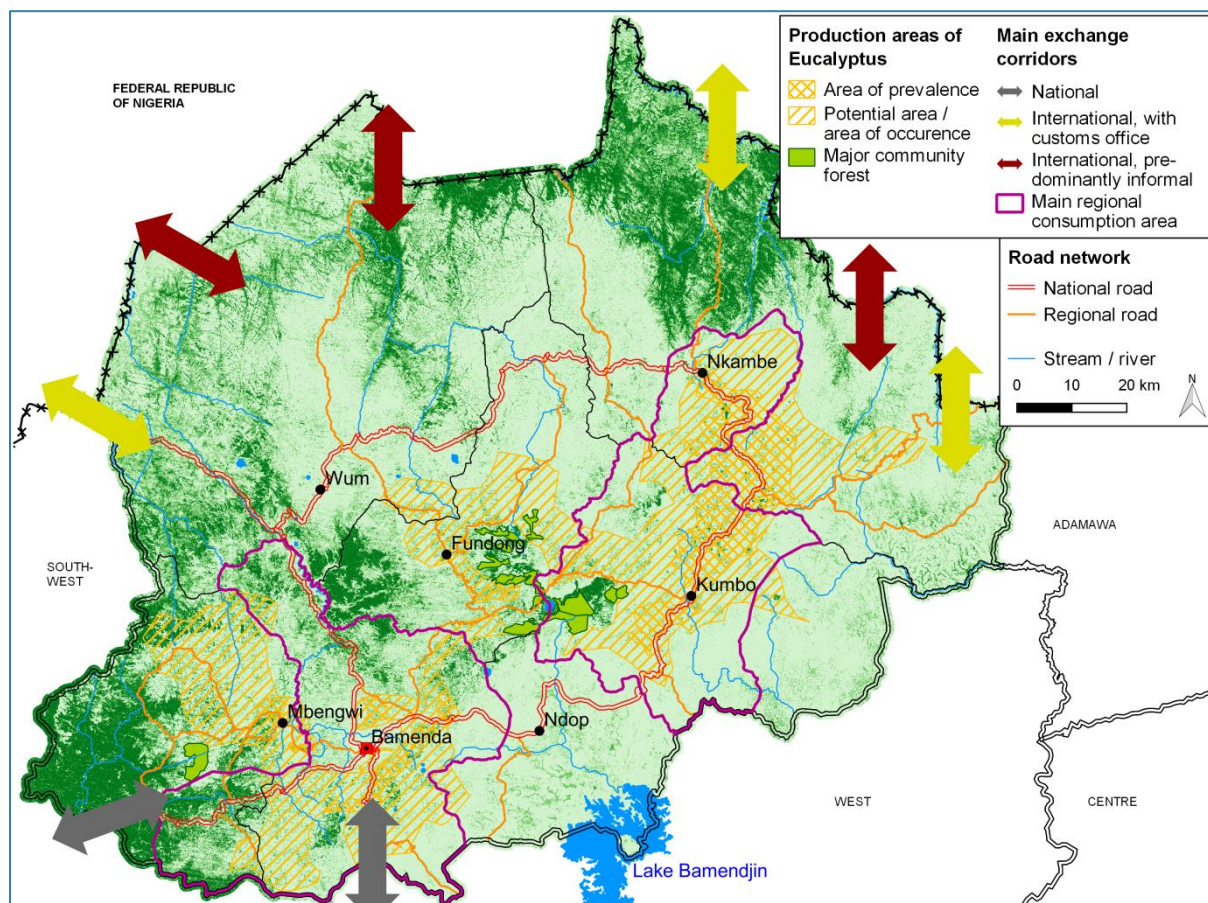 FEDERAL REPUBLIC
OF NIGERIA
Production areas of
Eucalyptus
Area of prevalence
Potential area /
area of occurence
Major community
forest
Main exchange
corridors
National
International, with
customs office
International, pre-
dominantly informal
Main regional
consumption area
Road network
National road
Regional road
Stream / river
0 10 20 km
N
Nkambe
Wum
Fundong
Kumbo
ADAMAWA
SOUTH-
WEST
Mbengwi
Bamenda
Ndop
WEST
CENTRE
Lake Bamendjin